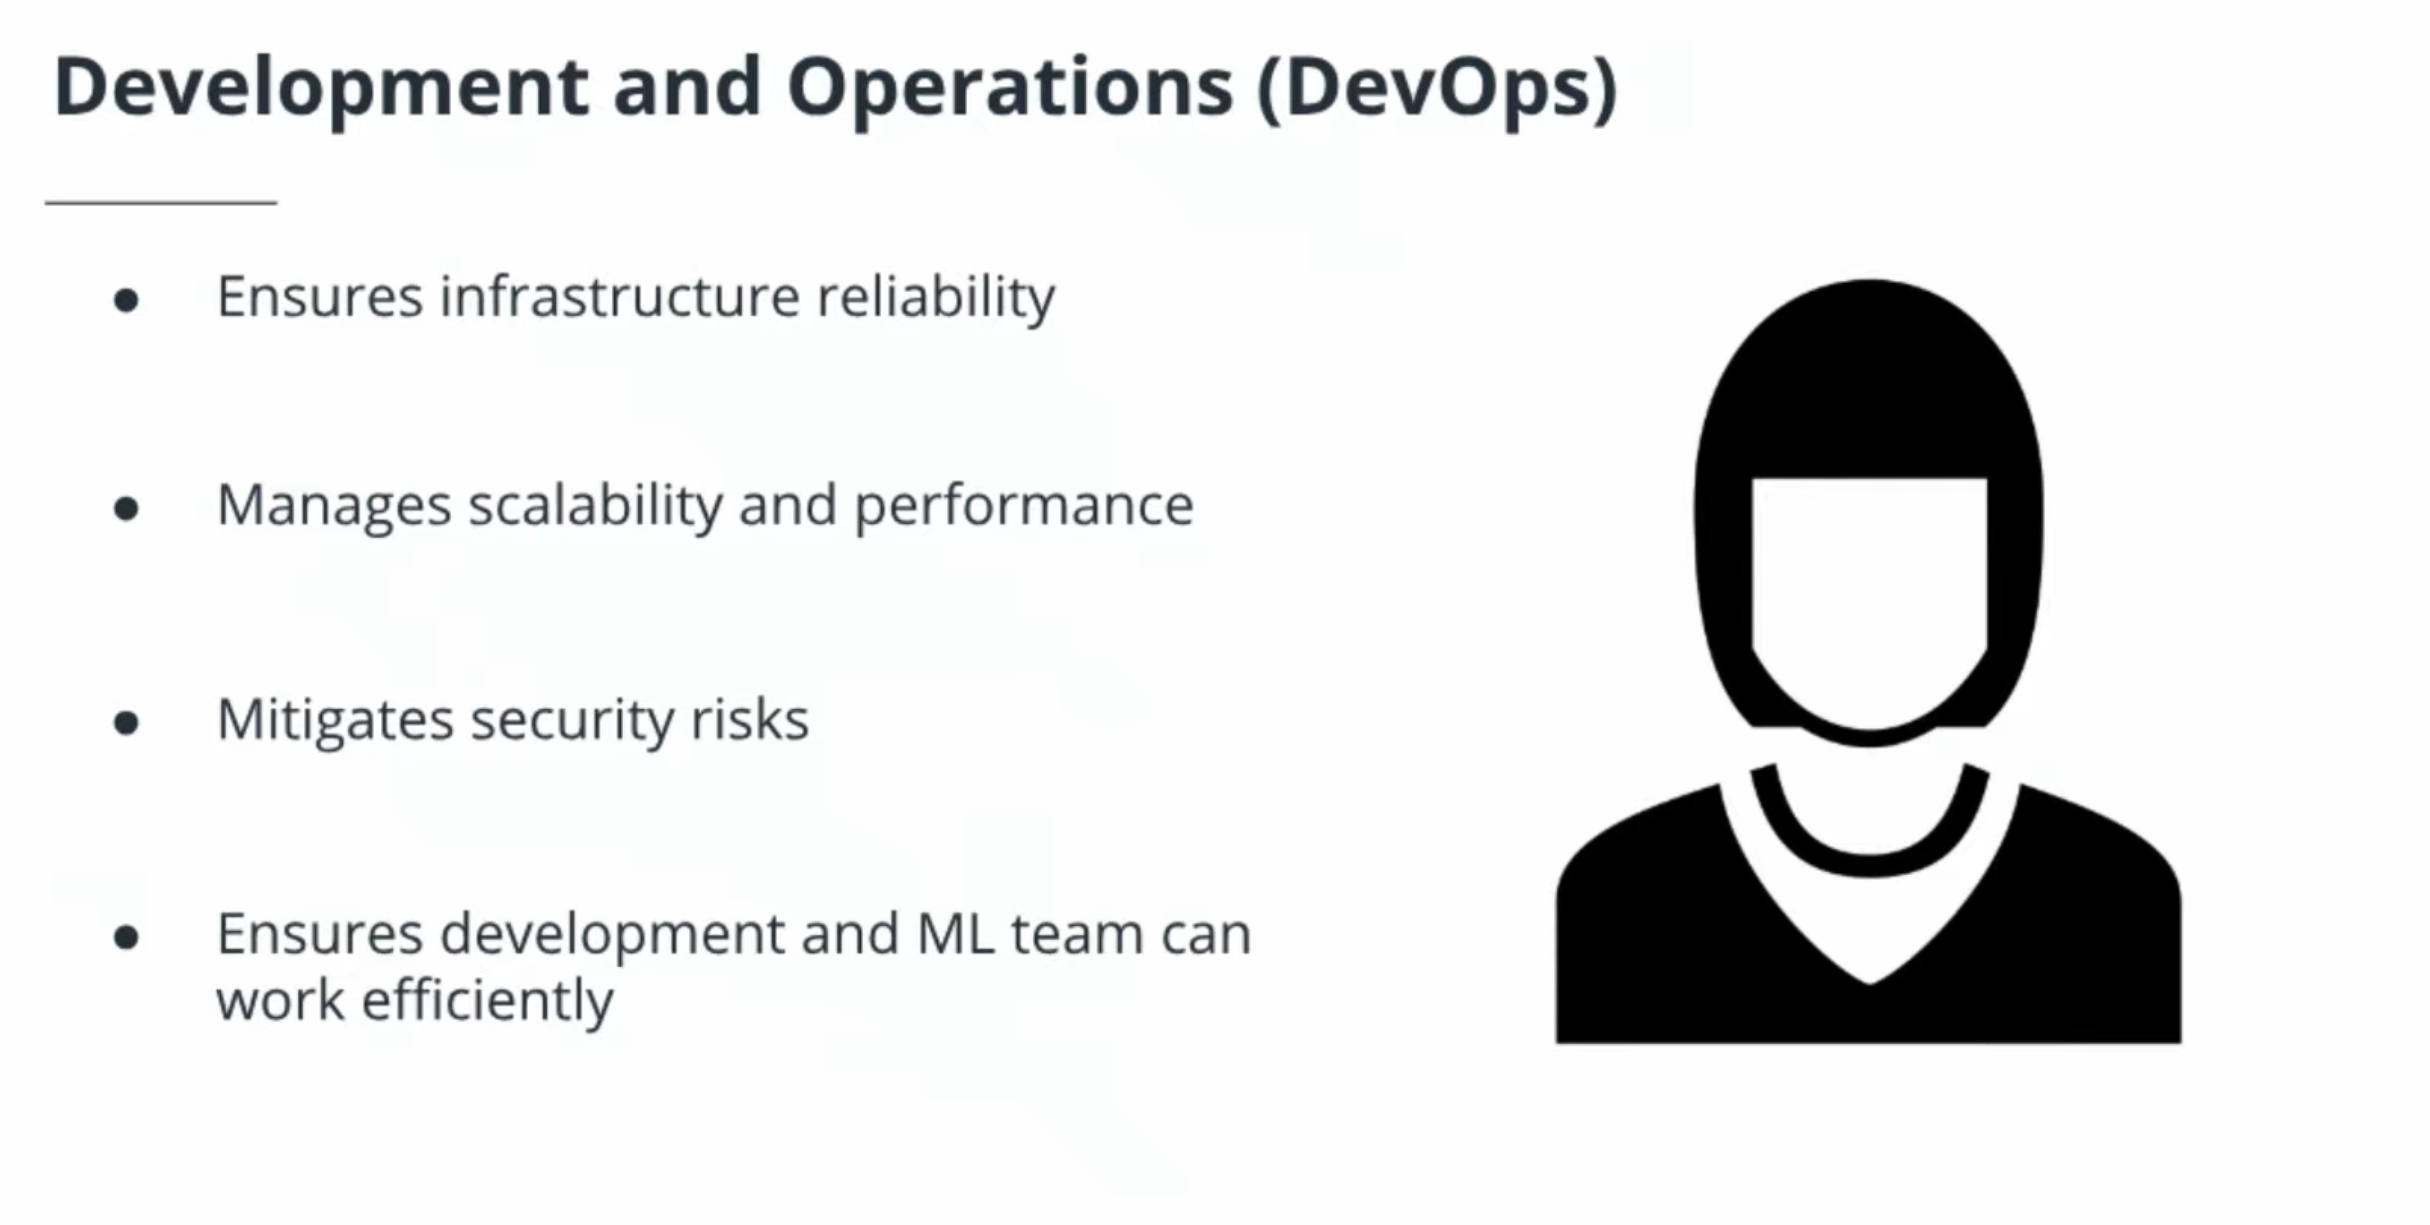 Development and Operations (DevOps)
● Ensures infrastructure reliability
● Manages scalability and performance
● Mitigates security risks
● Ensures development and ML team can
work efficiently